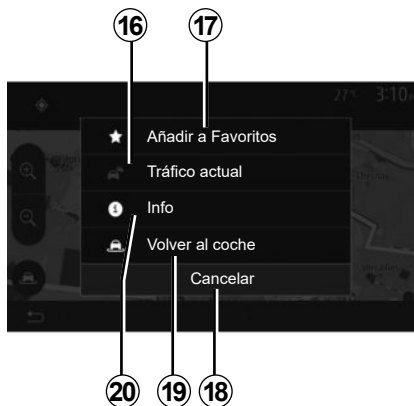 16 17
27° 3:10
Añadir a Favoritos
Tráfico actual
Info
Volver al coche
Cancelar
20 19 18